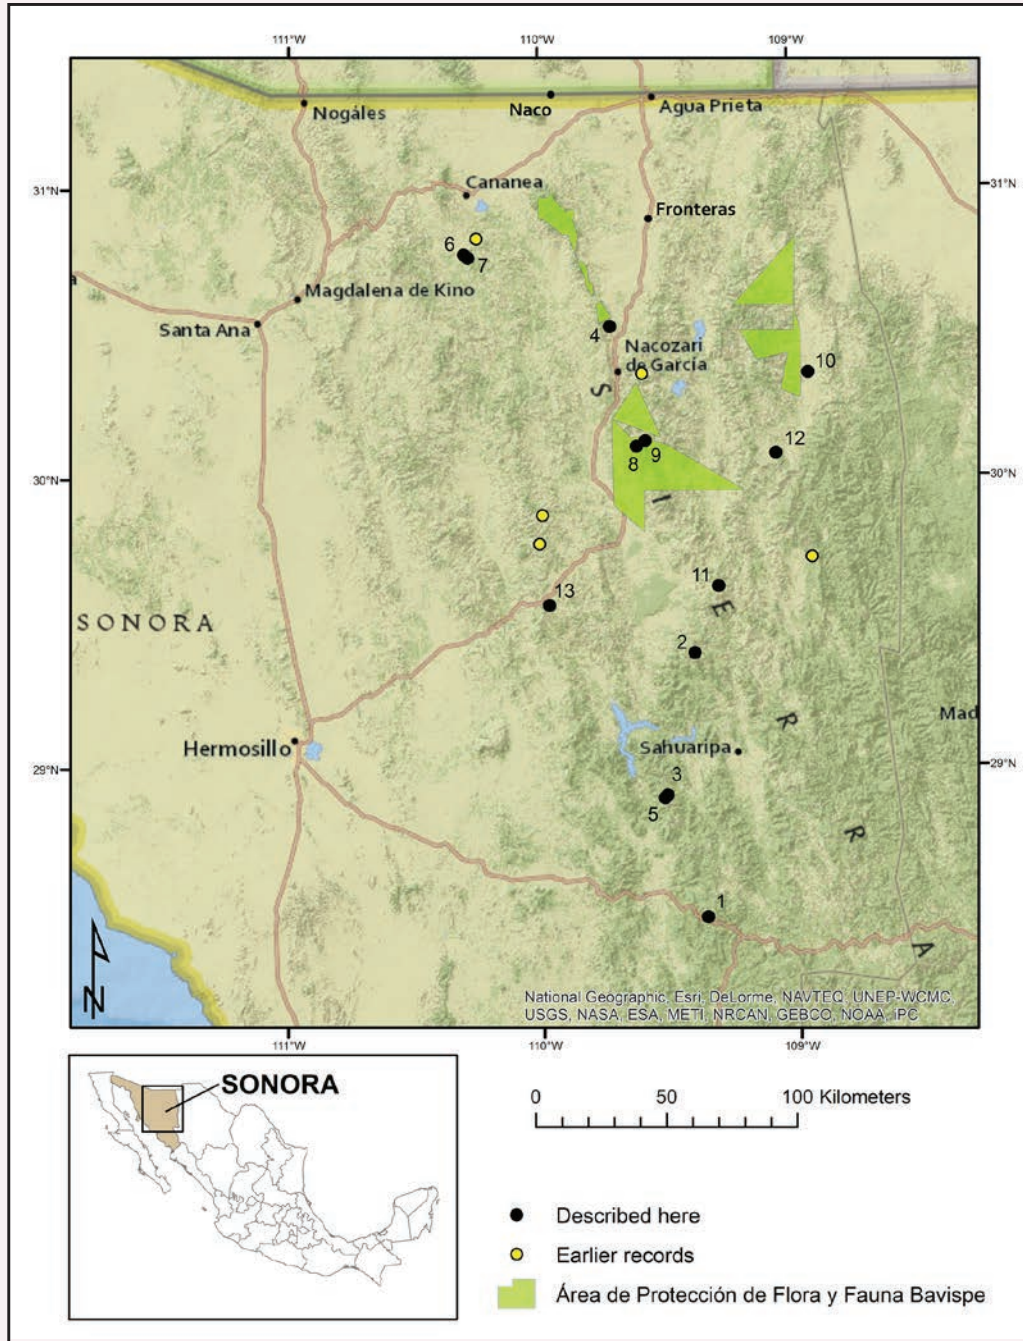 111°W 110°W 109°W
Nogáles
Naco
Agua Prieta
31°N 31°N
Cananea
Fronteras
6
7
a
Magdalena de Kino
Santa Ana
4
Nacozari
de García
S
10
12
8 9
30°N 30°N
I
11
13
E
SONORA
2
R
Mad
Hermosillo
Sahuaripa
29°N 29°N
3
5
R
1
A
N
National Geographic, Esri, DeLorme, NAVTEQ, UNEP-WCMC,
USGS, NASA, ESA, METI, NRCAN, GEBCO, NOAA, iPC
111°W 110°W 109°W
SONORA
0 50 100 Kilometers
Described here
Earlier records
Área de Protección de Flora y Fauna Bavispe